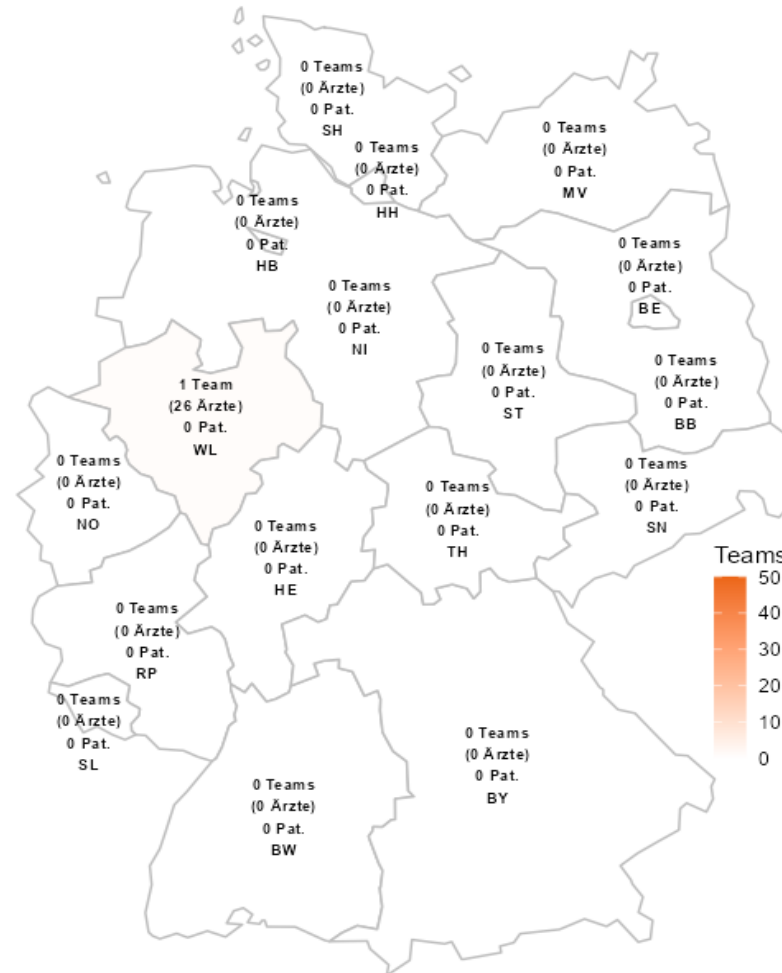 0 Teams
(0 Ärzte)
0 Pat.
SH
0 Teams
(0 Ärzte)
0 Pat.
HH
0 Teams
(0 Ärzte)
0 Pat.
MV
0 Teams
(0 Ärzte)
0 Pat.
HB
0 Teams
(0 Ärzte)
0 Pat.
BE
0 Teams
(0 Ärzte)
0 Pat.
NI
0 Teams
(0 Ärzte)
0 Pat.
ST
0 Teams
(0 Ärzte)
0 Pat.
BB
1 Team
(26 Ärzte)
0 Pat.
WL
0 Teams
(0 Ärzte)
0 Pat.
NO
0 Teams
(0 Ärzte)
0 Pat.
HE
0 Teams
(0 Ärzte)
0 Pat.
TH
0 Teams
(0 Ärzte)
0 Pat.
SN
0 Teams
(0 Ärzte)
0 Pat.
RP
0 Teams
(0 Ärzte)
0 Pat.
SL
0 Teams
(0 Ärzte)
0 Pat.
BW
0 Teams
(0 Ärzte)
0 Pat.
BY
Teams
50
40
30
20
10
0